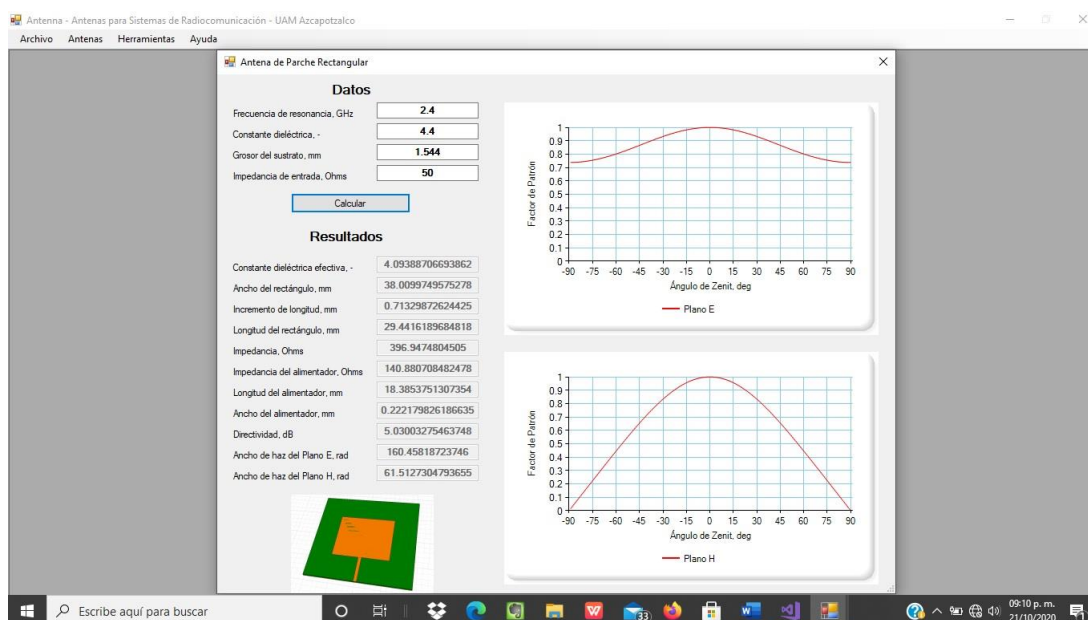 Antenna - Antenas para Sistemas de Radiocomunicación - UAM Azcapotzalco
Archivo Antenas Herramientas Ayuda
Antena de Parche Rectangular
Datos
Frecuencia de resonancia, GHz 2.4
Constante dieléctrica, - 4.4
Grosor del sustrato, mm 1.544
Impedancia de entrada, Ohms 50
Calcular
Resultados
Constante dieléctrica efectiva, - 4.09388706693862
Ancho del rectángulo, mm 38.0099749575278
Incremento de longitud, mm 0.71329872624425
Longitud del rectángulo, mm 29.4416189684818
Impedancia, Ohms 396.9474804505
Impedancia del alimentador, Ohms 140.880708482478
Longitud del alimentador, mm 18.3853751307354
Ancho del alimentador, mm 0.222179826186635
Directividad, dB 5.03003275463748
Ancho de haz del Plano E, rad 160.45818723746
Ancho de haz del Plano H, rad 61.5127304793655
Factor de Patrón
1
0.9
0.8
0.7
0.6
0.5
0.4
0.3
0.2
0.1
0
-90 -75 -60 -45 -30 -15 0 15 30 45 60 75 90
Ángulo de Zenit, deg
Plano E
Factor de Patrón
1
0.9
0.8
0.7
0.6
0.5
0.4
0.3
0.2
0.1
0
-90 -75 -60 -45 -30 -15 0 15 30 45 60 75 90
Ángulo de Zenit, deg
Plano H
Escribe aquí para buscar
33
09:10 p. m.
21/10/2020